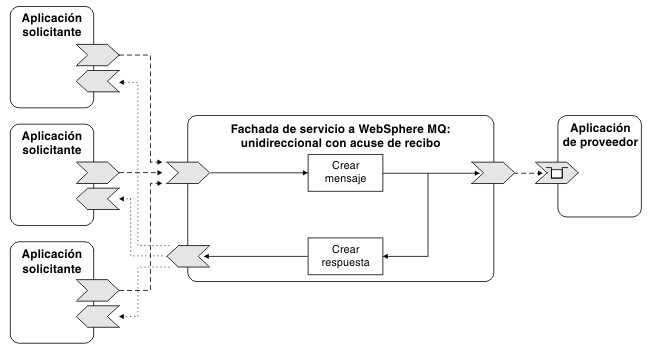 Aplicación
solicitante
Aplicación
solicitante
Aplicación
solicitante
Fachada de servicio a WebSphere MQ:
unidireccional con acuse de recibo
Crear
mensaje
Crear
respuesta
Aplicación
de proveedor